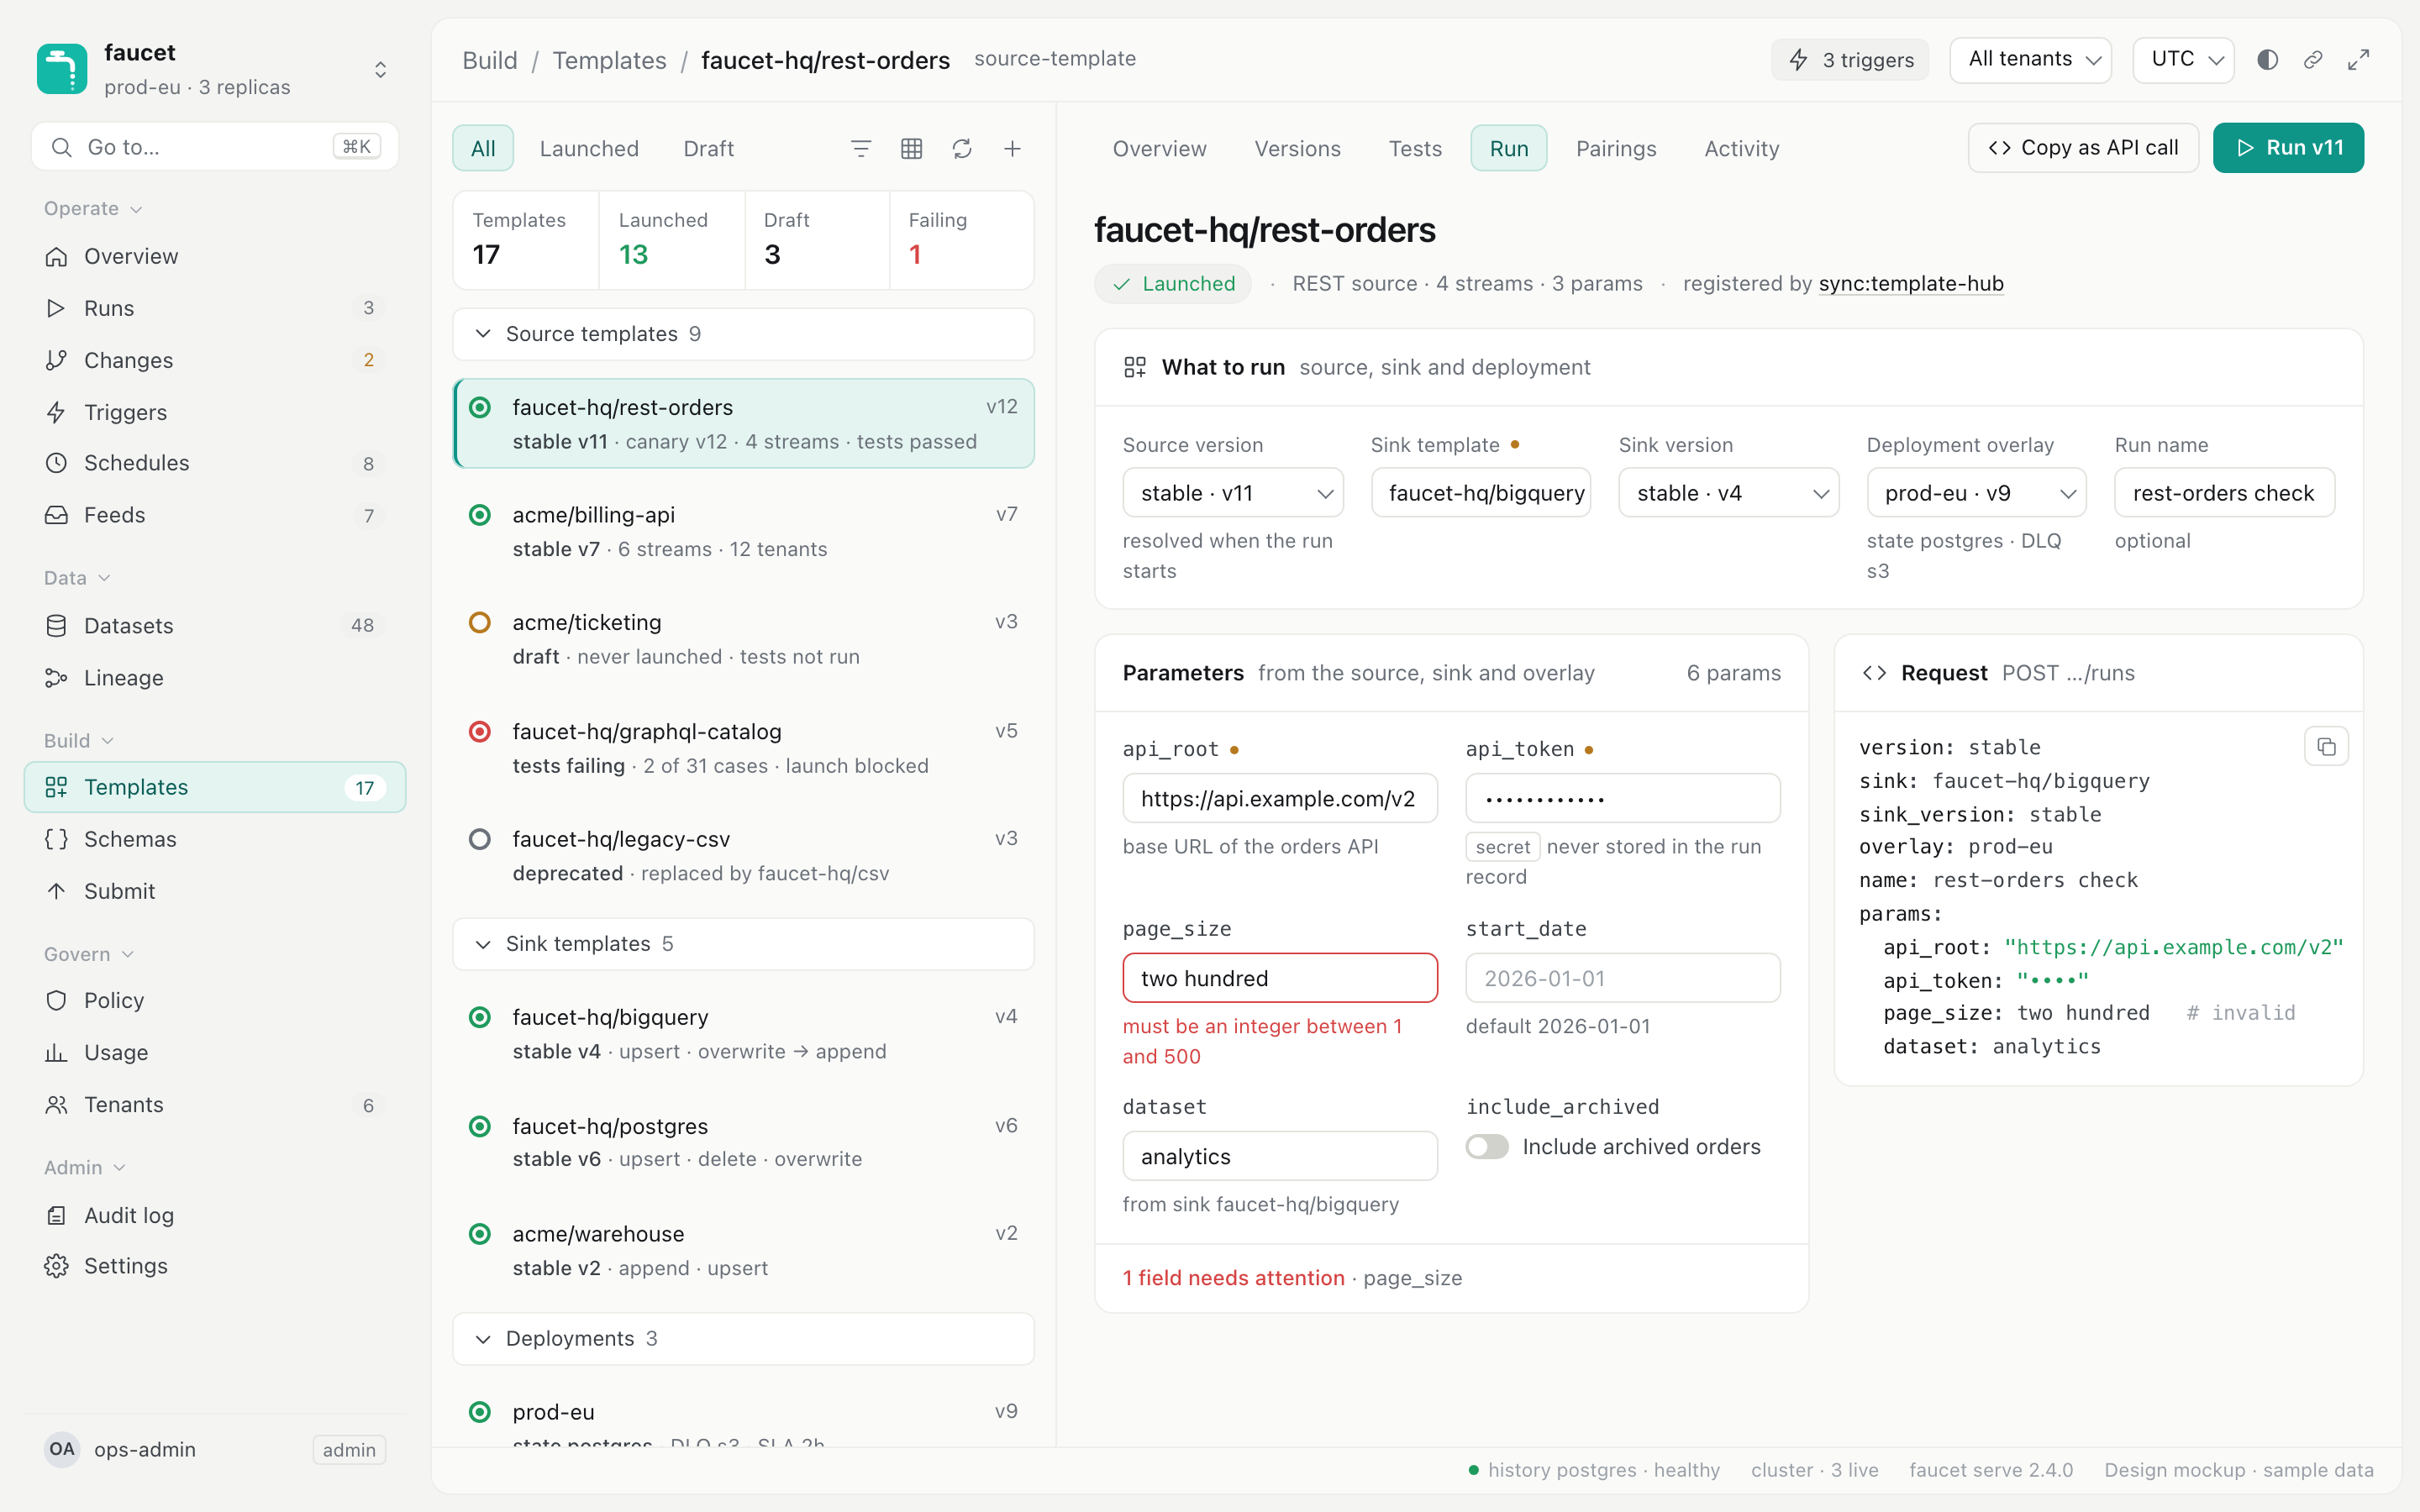 faucet
prod-eu · 3 replicas
Go to...
⌘K
Operate
Overview
Runs 3
Changes 2
Triggers
Schedules 8
Feeds 7
Data
Datasets 48
Lineage
Build
Templates 17
Schemas
Submit
Govern
Policy
Usage
Tenants 6
Admin
Audit log
Settings
OA ops-admin admin
Build / Templates / faucet-hq/rest-orders source-template
3 triggers
All tenants
UTC
All Launched Draft
Templates Launched Draft Failing
17 13 3 1
Source templates 9
faucet-hq/rest-orders v12
stable v11 · canary v12 · 4 streams · tests passed
acme/billing-api v7
stable v7 · 6 streams · 12 tenants
acme/ticketing v3
draft · never launched · tests not run
faucet-hq/graphql-catalog v5
tests failing · 2 of 31 cases · launch blocked
faucet-hq/legacy-csv v3
deprecated · replaced by faucet-hq/csv
Sink templates 5
faucet-hq/bigquery v4
stable v4 · upsert · overwrite → append
faucet-hq/postgres v6
stable v6 · upsert · delete · overwrite
acme/warehouse v2
stable v2 · append · upsert
Deployments 3
prod-eu v9
state postgres · DLQ s3 · SLA 2h
Overview Versions Tests Run Pairings Activity
Copy as API call
Run v11
faucet-hq/rest-orders
Launched · REST source · 4 streams · 3 params · registered by sync:template-hub
What to run source, sink and deployment
Source version
stable · v11
resolved when the run
starts
Sink template
faucet-hq/bigquery
Sink version
stable · v4
Deployment overlay
prod-eu · v9
state postgres · DLQ
s3
Run name
rest-orders check
optional
Parameters from the source, sink and overlay 6 params
api_root
https://api.example.com/v2
base URL of the orders API
api_token
••••••••••••
secret never stored in the run
record
page_size
two hundred
must be an integer between 1
and 500
start_date
2026-01-01
default 2026-01-01
dataset
analytics
from sink faucet-hq/bigquery
include_archived
Include archived orders
1 field needs attention · page_size
Request POST …/runs
version: stable
sink: faucet-hq/bigquery
sink_version: stable
overlay: prod-eu
name: rest-orders check
params:
api_root: "https://api.example.com/v2"
api_token: "••••"
page_size: two hundred # invalid
dataset: analytics
history postgres · healthy
cluster · 3 live
faucet serve 2.4.0
Design mockup · sample data